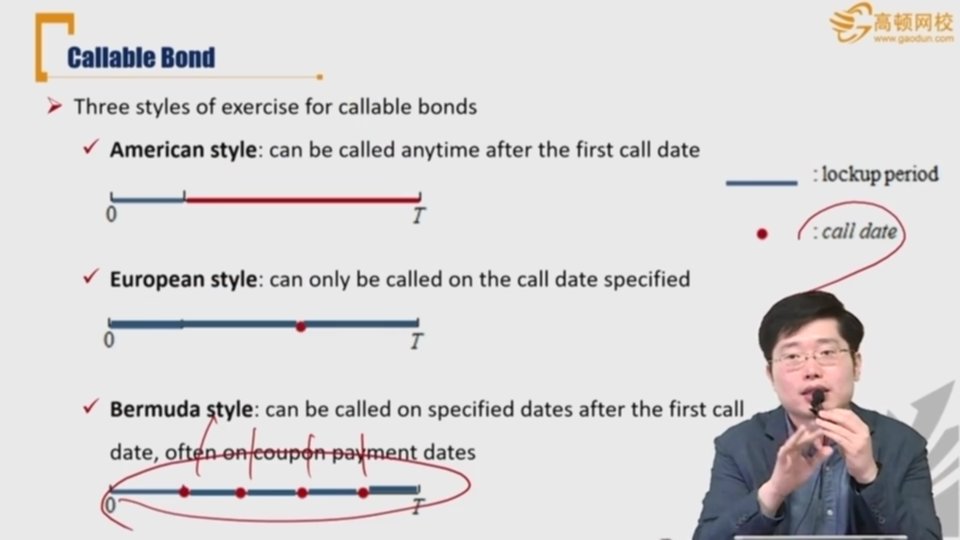 高顿网校
www.gaodun.com
Callable Bond
Three styles of exercise for callable bonds
American style: can be called anytime after the first call date
: lockup period
0 T
: call date
European style: can only be called on the call date specified
0 T
Bermuda style: can be called on specified dates after the first call
date, often on coupon payment dates
0 T